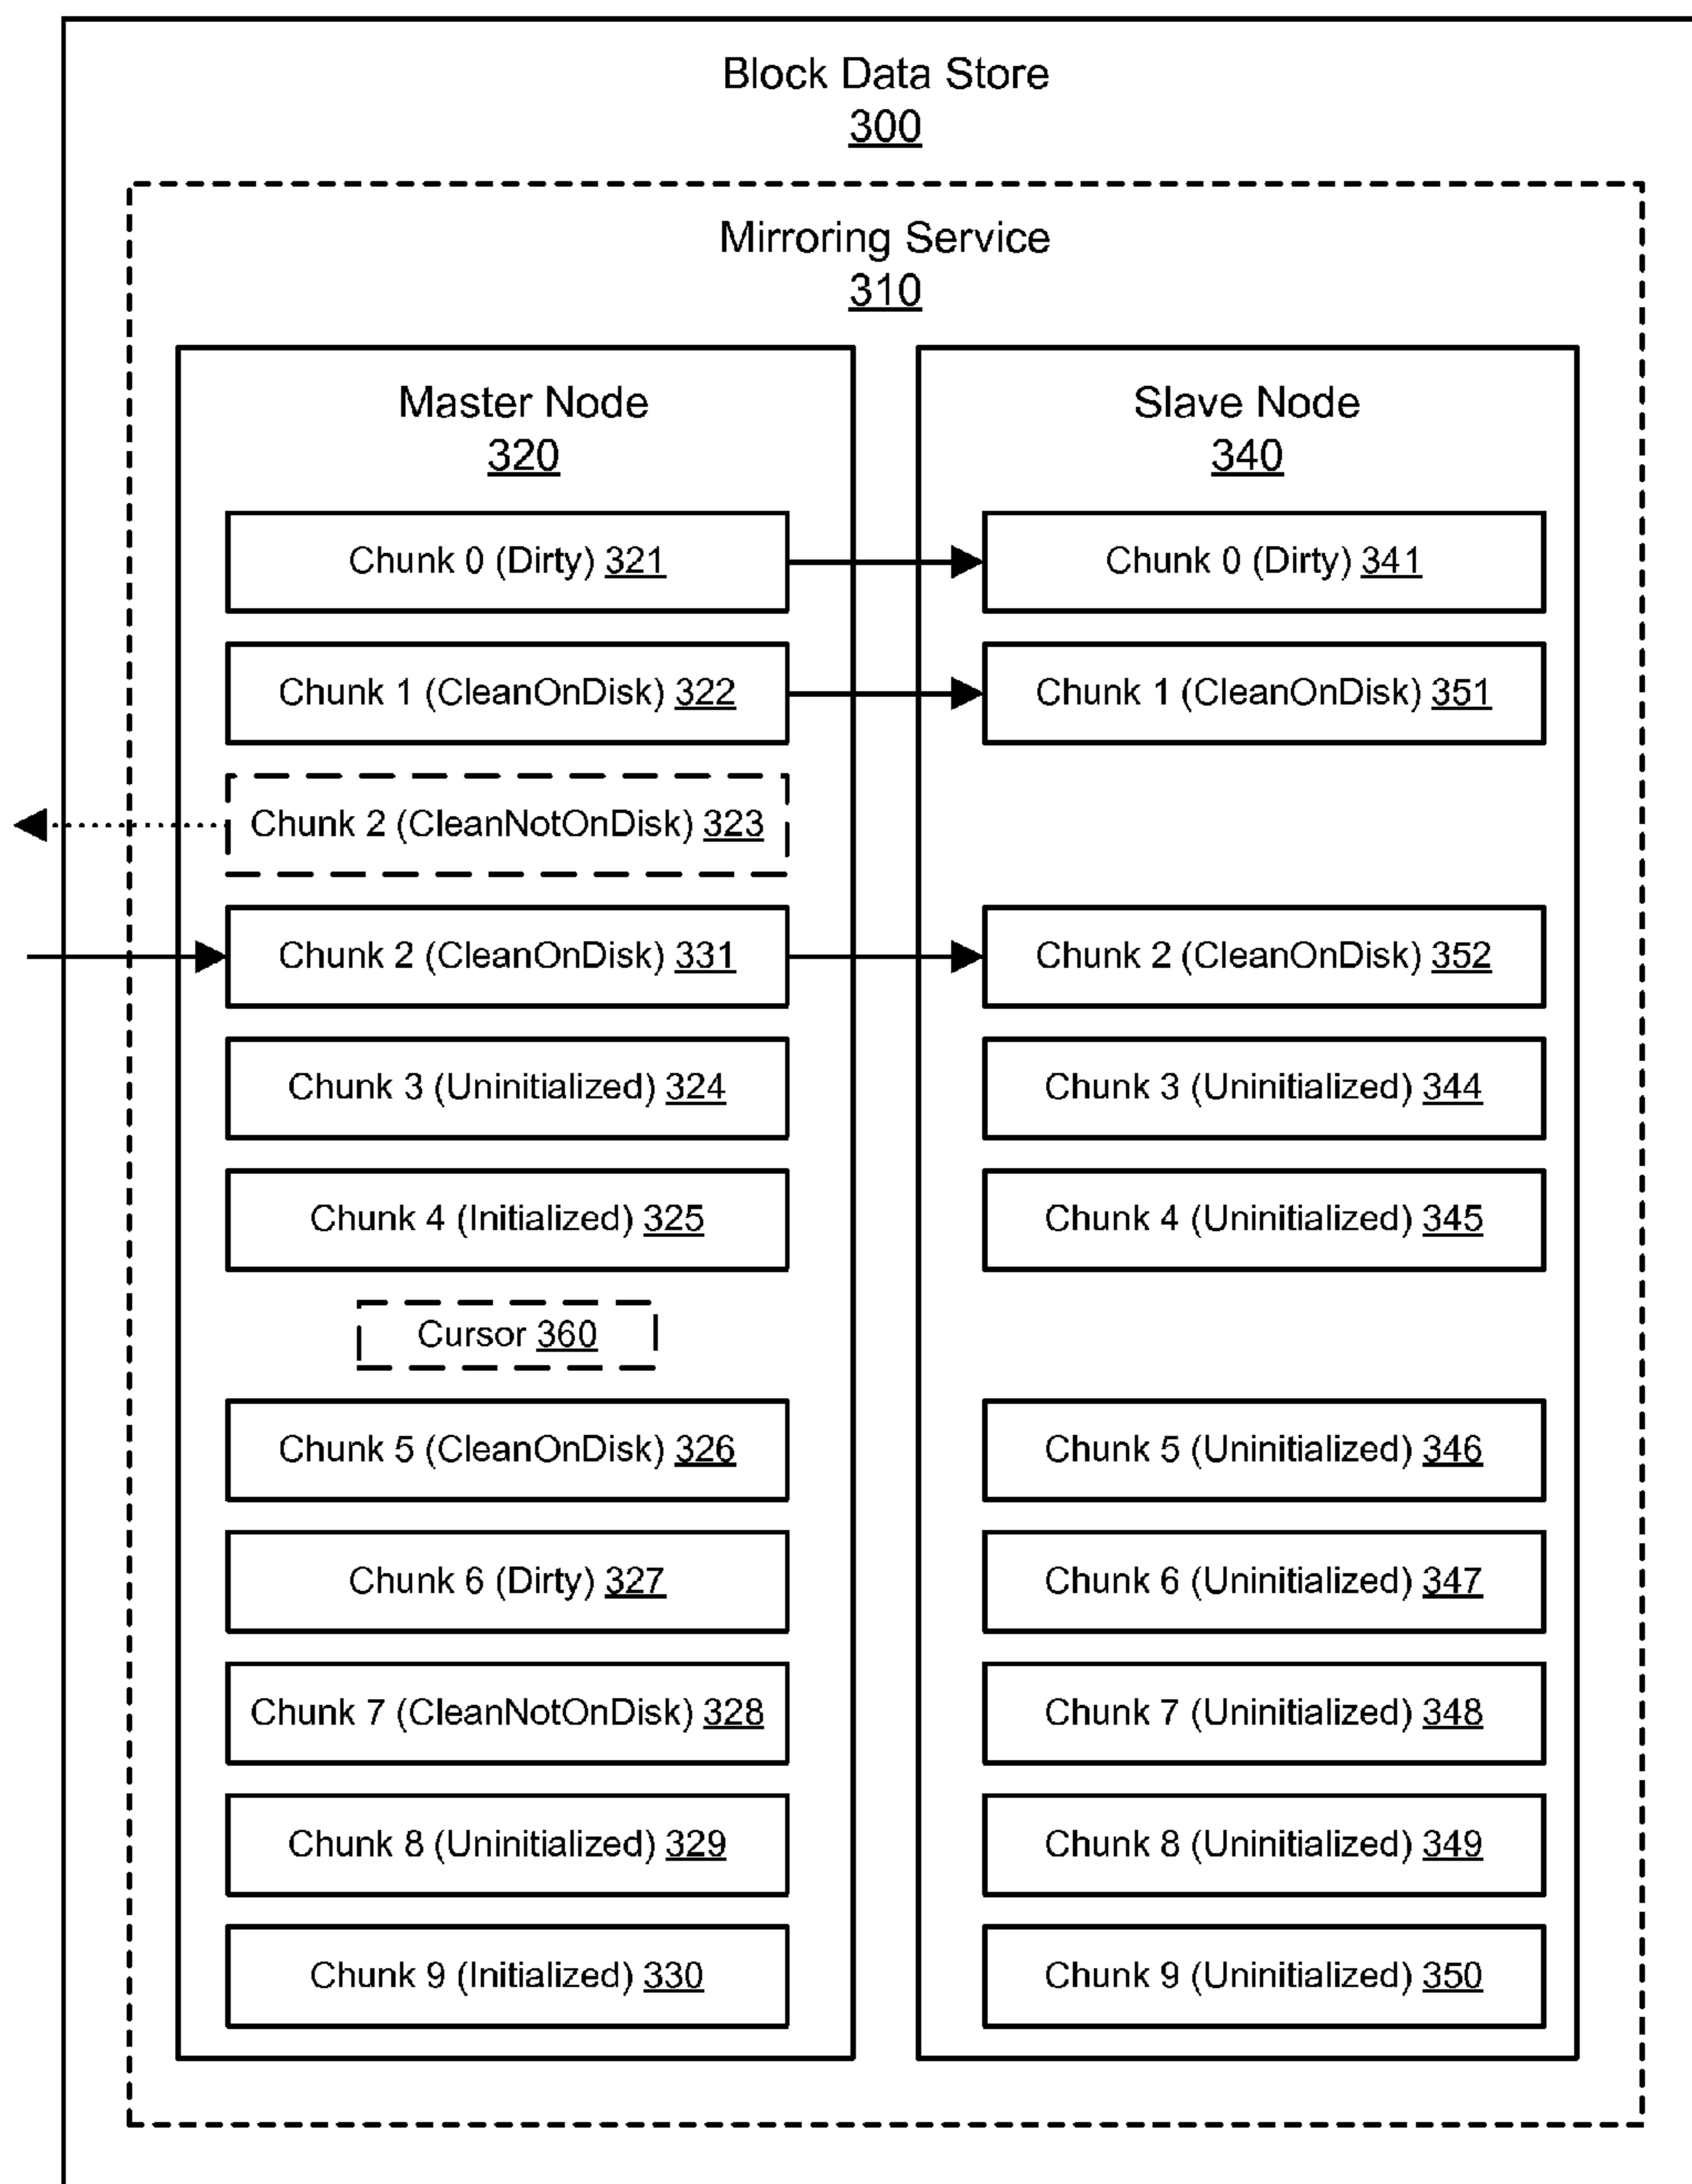 Block Data Store
300
Mirroring Service
310
Master Node
320
Chunk 0 (Dirty) 321
Chunk 1 (CleanOnDisk) 322
Chunk 2 (CleanNotOnDisk) 323
Chunk 2 (CleanOnDisk) 331
Chunk 3 (Uninitialized) 324
Chunk 4 (Initialized) 325
Cursor 360
Chunk 5 (CleanOnDisk) 326
Chunk 6 (Dirty) 327
Chunk 7 (CleanNotOnDisk) 328
Chunk 8 (Uninitialized) 329
Chunk 9 (Initialized) 330
Slave Node
340
Chunk 0 (Dirty) 341
Chunk 1 (CleanOnDisk) 351
Chunk 2 (CleanOnDisk) 352
Chunk 3 (Uninitialized) 344
Chunk 4 (Uninitialized) 345
Chunk 5 (Uninitialized) 346
Chunk 6 (Uninitialized) 347
Chunk 7 (Uninitialized) 348
Chunk 8 (Uninitialized) 349
Chunk 9 (Uninitialized) 350